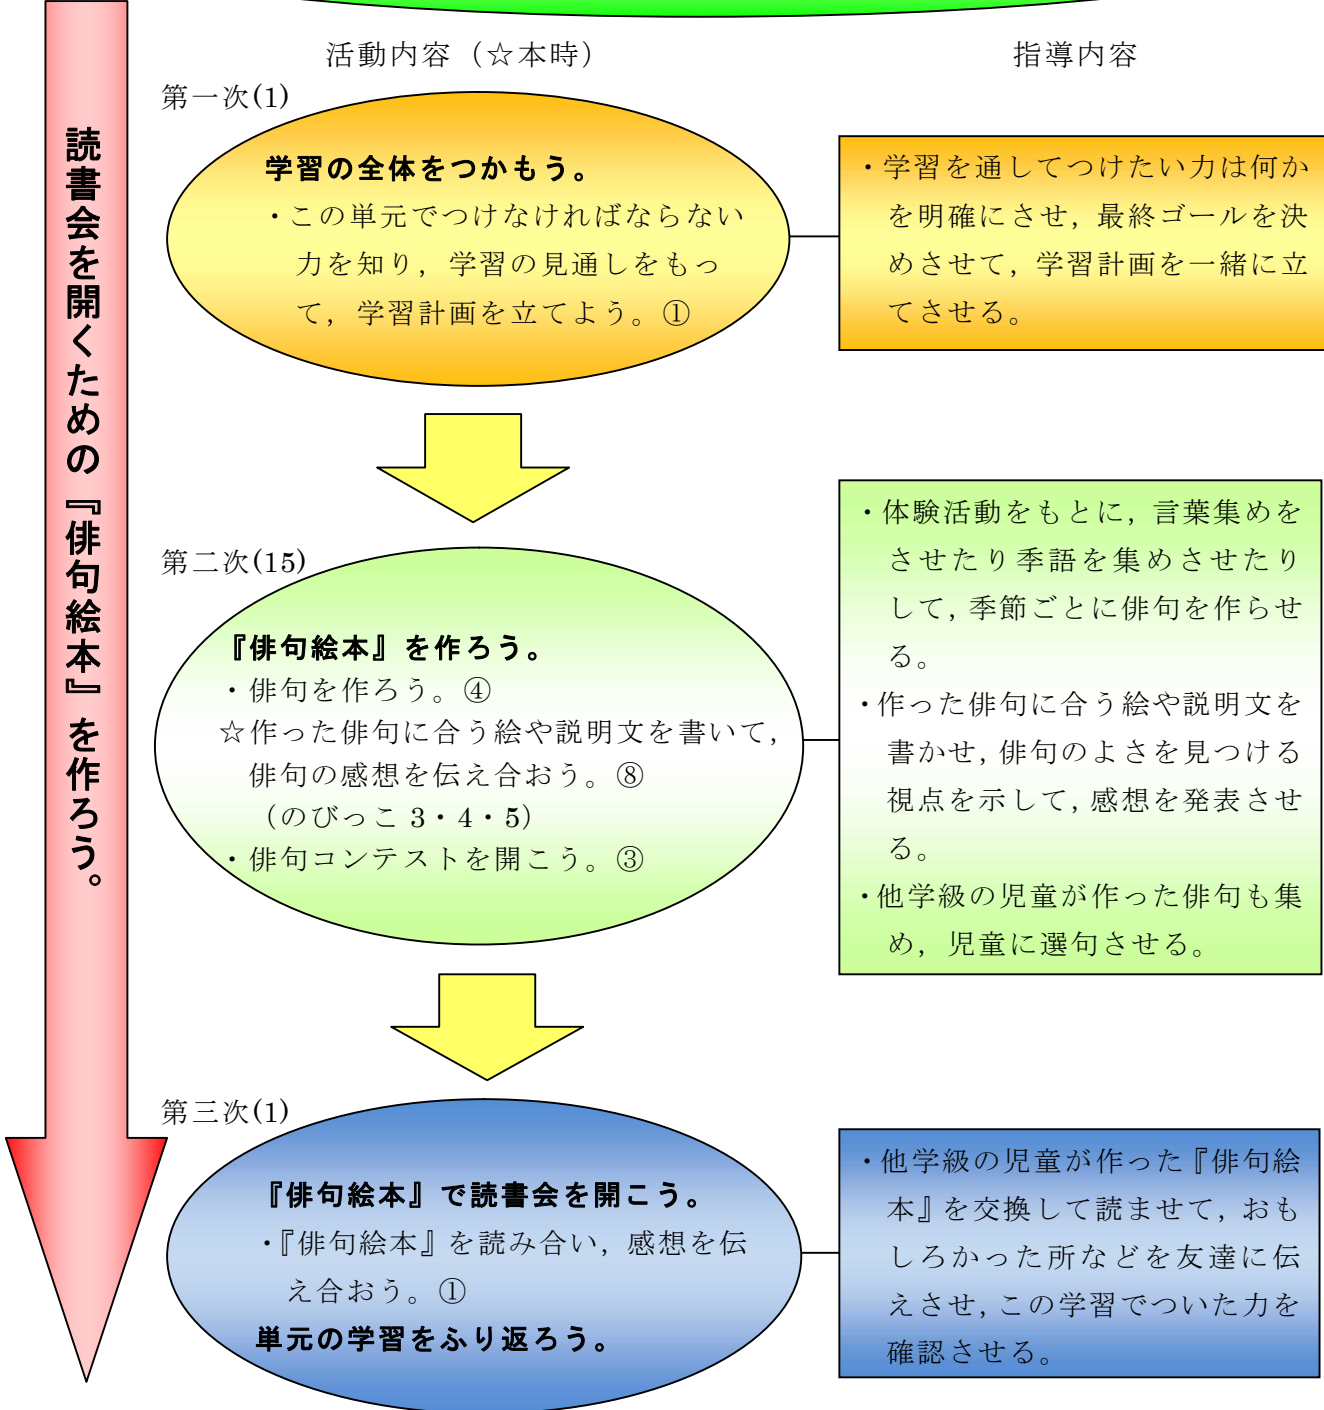 活動内容（☆本時）
指導内容
読書会を開くための『俳句絵本』を作ろう。
第一次(1)
学習の全体をつかもう。
・この単元でつけなければならない
力を知り，学習の見通しをもっ
て，学習計画を立てよう。①
・学習を通してつけたい力は何か
を明確にさせ，最終ゴールを決
めさせて，学習計画を一緒に立
てさせる。
第二次(15)
『俳句絵本』を作ろう。
・俳句を作ろう。④
☆作った俳句に合う絵や説明文を書いて，
俳句の感想を伝え合おう。⑧
（のびっこ 3・4・5）
・俳句コンテストを開こう。③
・体験活動をもとに，言葉集めを
させたり季語を集めさせたり
して，季節ごとに俳句を作らせ
る。
・作った俳句に合う絵や説明文を
書かせ，俳句のよさを見つける
視点を示して，感想を発表させ
る。
・他学級の児童が作った俳句も集
め，児童に選句させる。
第三次(1)
『俳句絵本』で読書会を開こう。
・『俳句絵本』を読み合い，感想を伝
え合おう。①
単元の学習をふり返ろう。
・他学級の児童が作った『俳句絵
本』を交換して読ませて，おも
しろかった所などを友達に伝
えさせ，この学習でついた力を
確認させる。